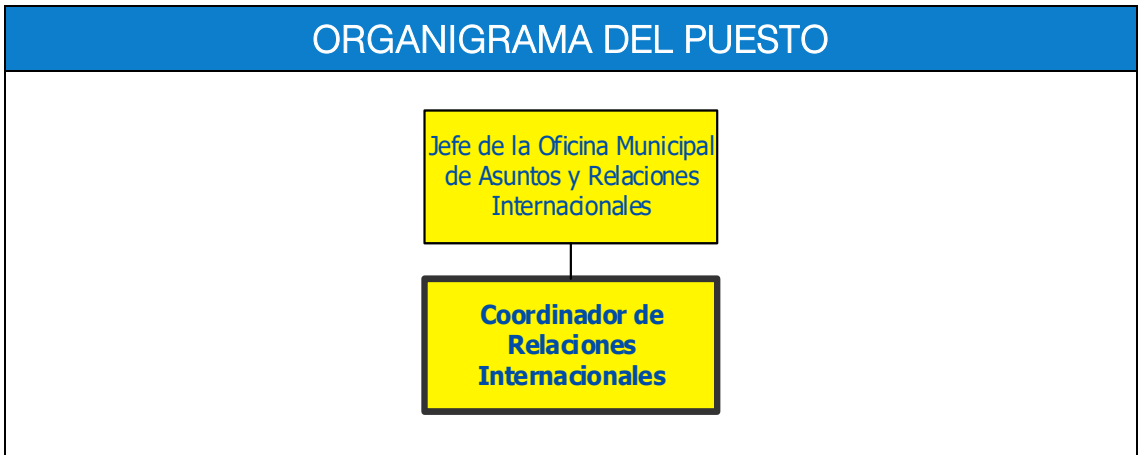 ORGANIGRAMA DEL PUESTO
Jefe de la Oficina Municipal
de Asuntos y Relaciones
Internacionales
Coordinador de
Relaciones
Internacionales